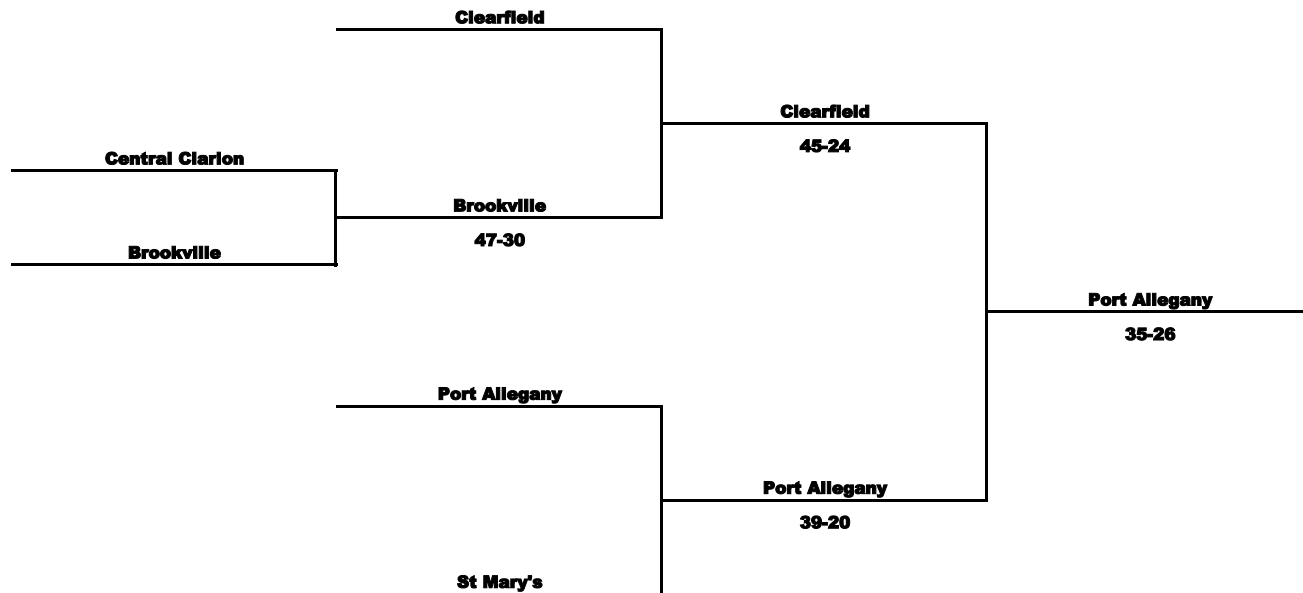 Clearfield
Clearfield
45-24
Central Clarion
Brookville
47-30
Brookville
Port Allegany
35-26
Port Allegany
Port Allegany
39-20
St Mary's